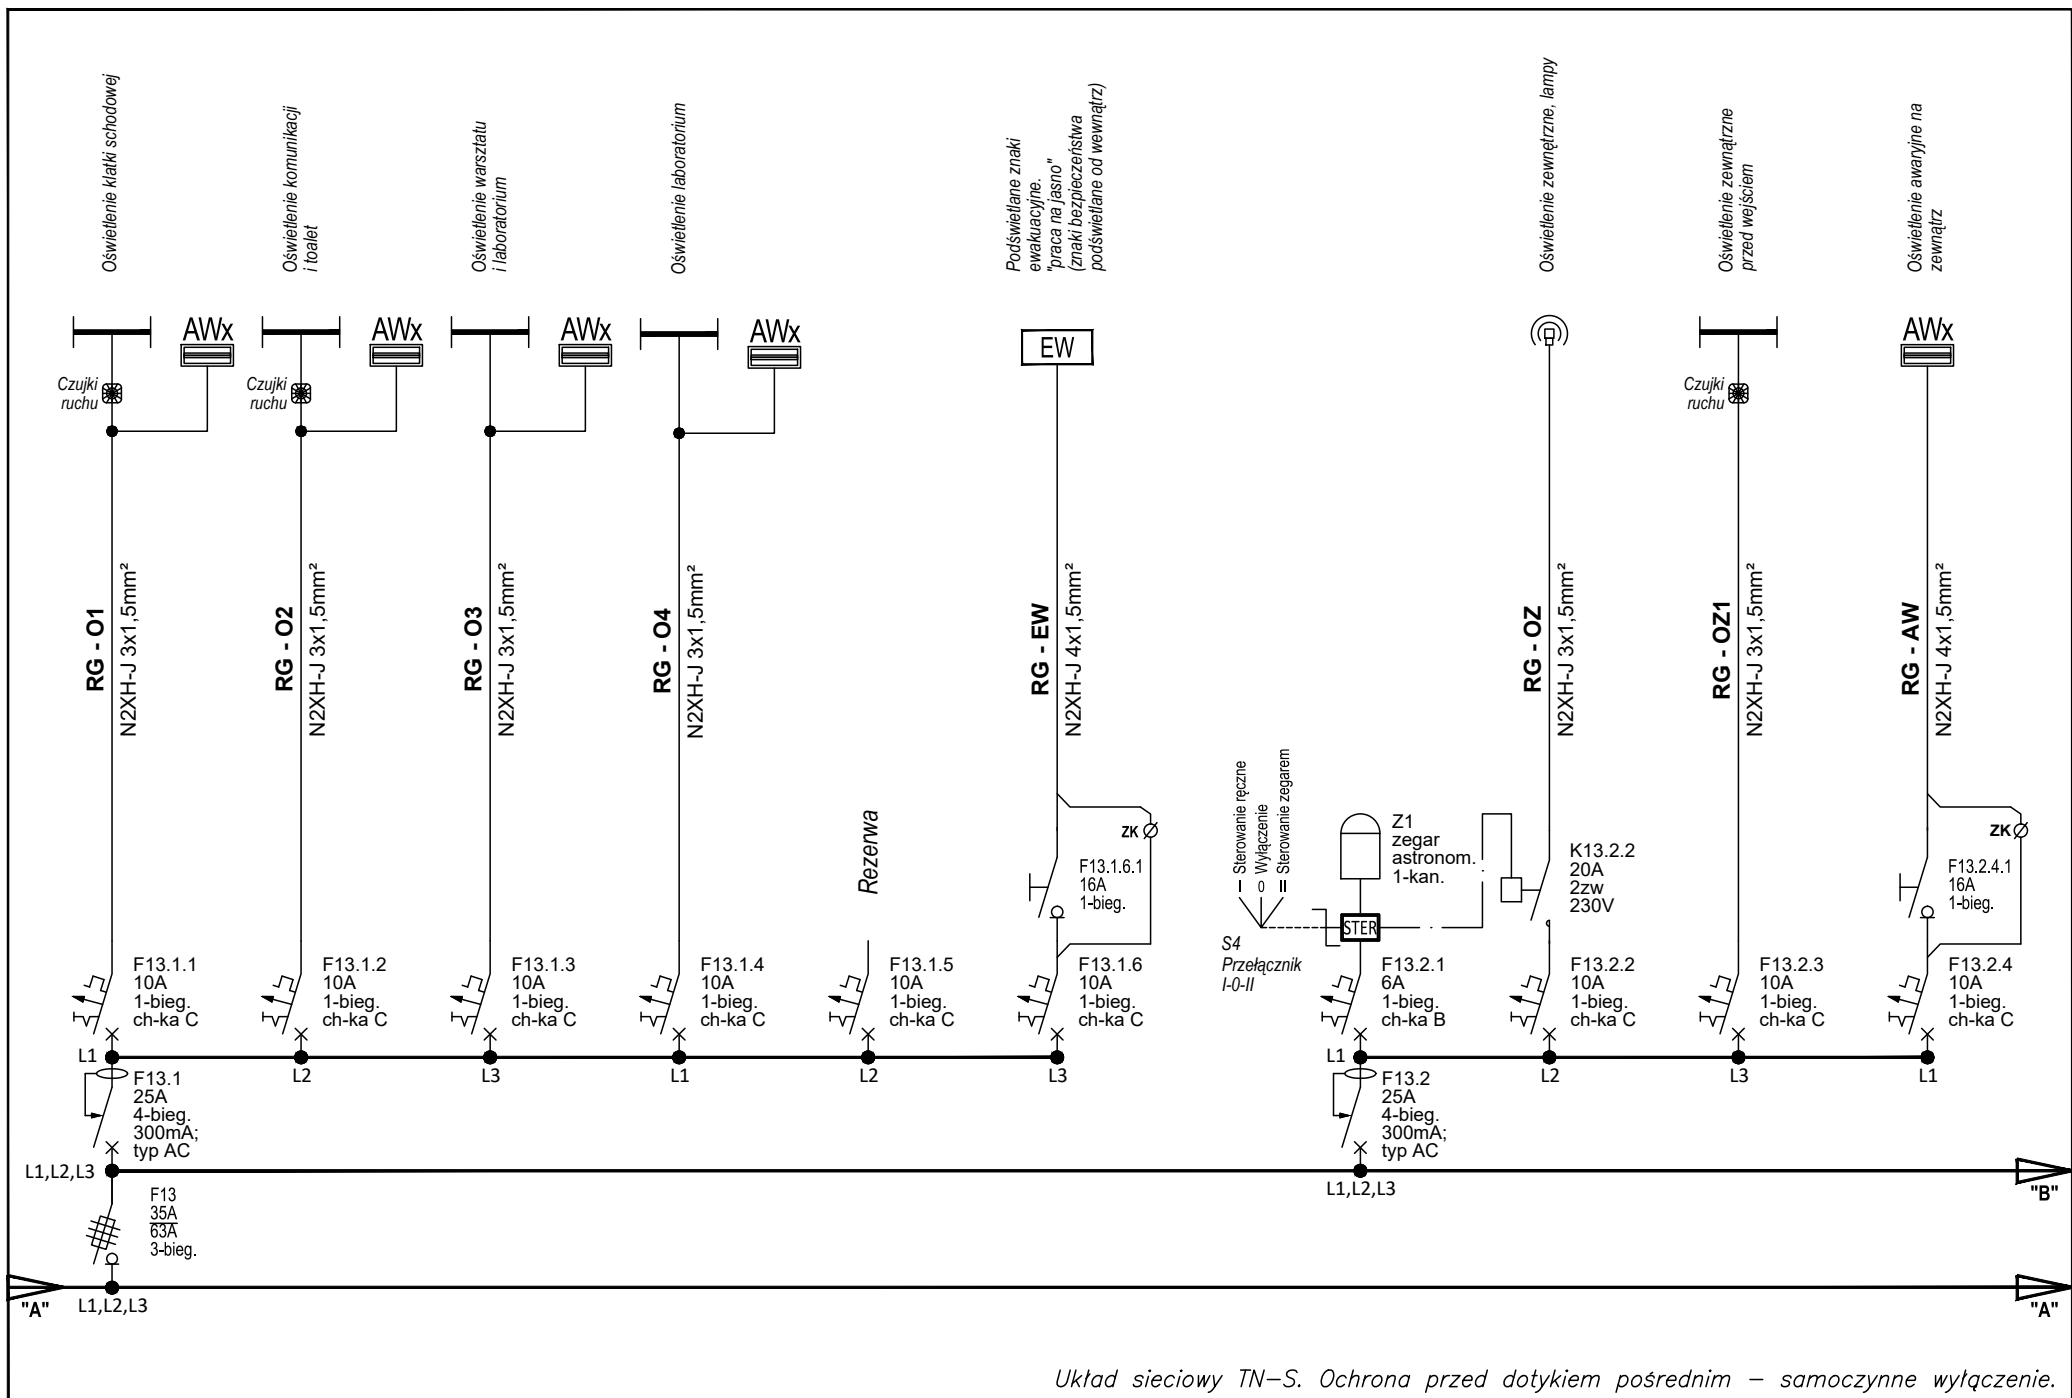 Oświetlenie klatki schodowej
Oświetlenie komunikacji
i toalet
Oświetlenie warsztatu
i laboratorium
Oświetlenie laboratorium
Podświetlane znaki
ewakuacyjne.
"praca na jasno"
(znaki bezpieczeństwa
podświetlane od wewnątrz)
Oświetlenie zewnętrzne, lampy
Oświetlenie zewnątrzne
przed wejściem
Oświetlenie awaryjne na
zewnątrz
AWx
AWx
AWx
AWx
EW
AWx
Czujki
ruchu
Czujki
ruchu
Czujki
ruchu
RG - O1
N2XH-J 3x1,5mm²
RG - O2
N2XH-J 3x1,5mm²
RG - O3
N2XH-J 3x1,5mm²
RG - O4
N2XH-J 3x1,5mm²
RG - EW
N2XH-J 4x1,5mm²
RG - OZ
N2XH-J 3x1,5mm²
RG - OZ1
N2XH-J 3x1,5mm²
RG - AW
N2XH-J 4x1,5mm²
Rezerwa
ZK
F13.1.6.1
16A
1-bieg.
I – Sterowanie ręczne
0 – Wyłączenie
II – Sterowanie zegarem
S4
Przełącznik
I-0-II
Z1
zegar
astronom.
1-kan.
STER
K13.2.2
20A
2zw
230V
ZK
F13.2.4.1
16A
1-bieg.
F13.1.1
10A
1-bieg.
ch-ka C
F13.1.2
10A
1-bieg.
ch-ka C
F13.1.3
10A
1-bieg.
ch-ka C
F13.1.4
10A
1-bieg.
ch-ka C
F13.1.5
10A
1-bieg.
ch-ka C
F13.1.6
10A
1-bieg.
ch-ka C
F13.2.1
6A
1-bieg.
ch-ka B
F13.2.2
10A
1-bieg.
ch-ka C
F13.2.3
10A
1-bieg.
ch-ka C
F13.2.4
10A
1-bieg.
ch-ka C
L1
L2
L3
L1
L2
L3
L1
L2
L3
L1
F13.1
25A
4-bieg.
300mA;
typ AC
F13.2
25A
4-bieg.
300mA;
typ AC
L1,L2,L3
L1,L2,L3
"B"
F13
35A
63A
3-bieg.
"A"
L1,L2,L3
"A"
Układ sieciowy TN–S. Ochrona przed dotykiem pośrednim – samoczynne wyłączenie.